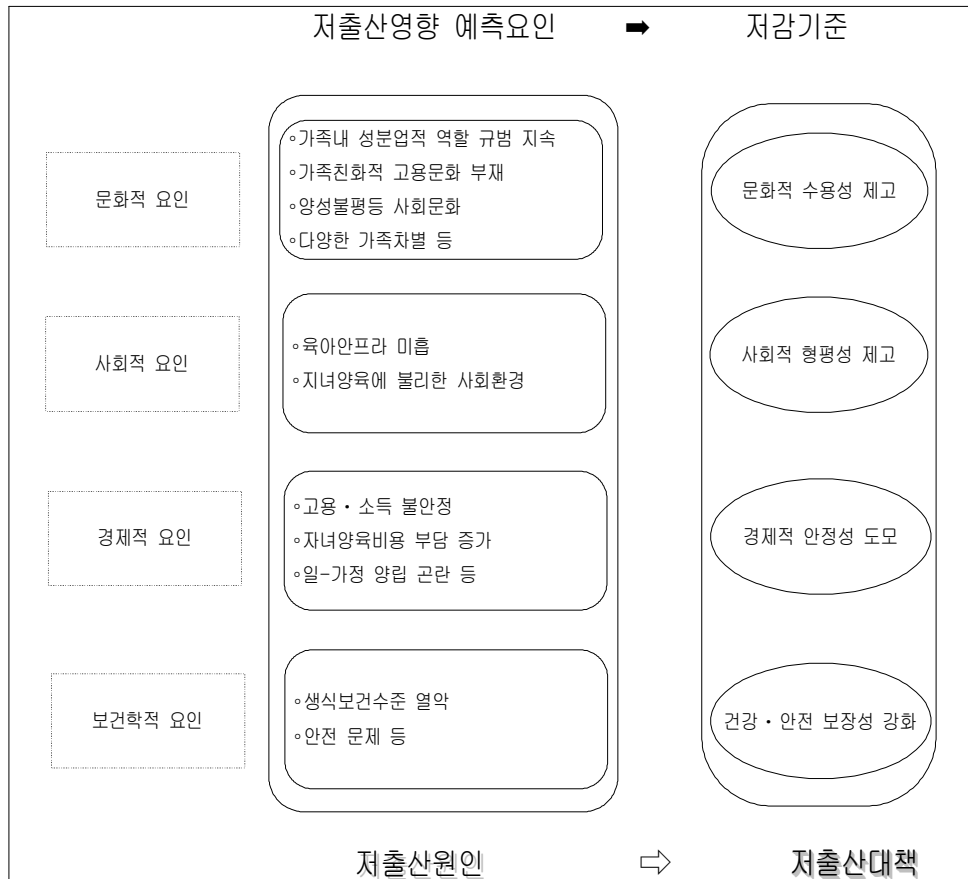 저출산영향 예측요인 ➡ 저감기준
문화적 요인
∘가족내 성분업적 역할 규범 지속
∘가족친화적 고용문화 부재
∘양성불평등 사회문화
∘다양한 가족차별 등
문화적 수용성 제고
사회적 요인
∘육아안프라 미흡
∘지녀양육에 불리한 사회환경
사회적 형평성 제고
경제적 요인
∘고용・소득 불안정
∘자녀양육비용 부담 증가
∘일-가정 양립 곤란 등
경제적 안정성 도모
보건학적 요인
∘생식보건수준 열악
∘안전 문제 등
건강・안전 보장성 강화
저출산원인 ⇨ 저출산대책